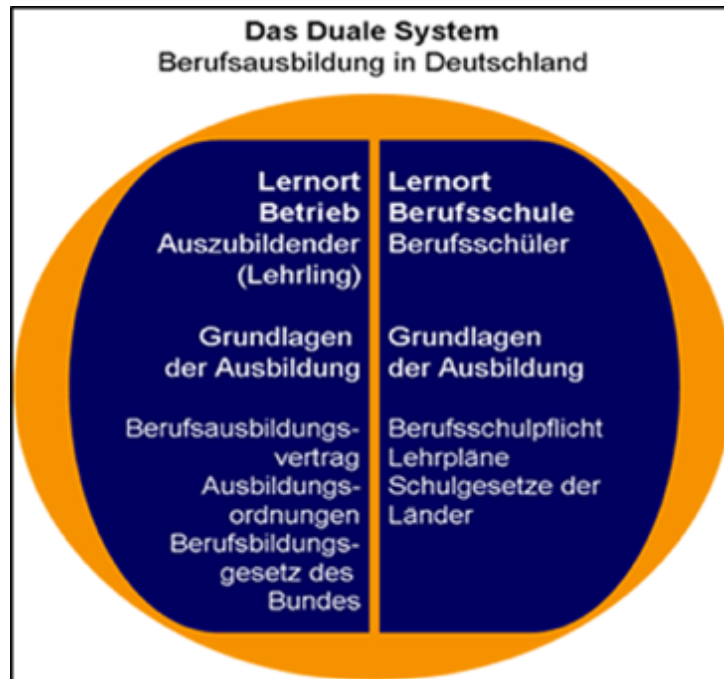 Das Duale System
Berufsausbildung in Deutschland
Lernort
Betrieb
Auszubildender
(Lehrling)
Grundlagen
der Ausbildung
Berufsausbildungs-
vertrag
Ausbildungs-
ordnungen
Berufsbildungs-
gesetz des
Bundes
Lernort
Berufsschule
Berufsschüler
Grundlagen
der Ausbildung
Berufsschulpflicht
Lehrpläne
Schulgesetze der
Länder